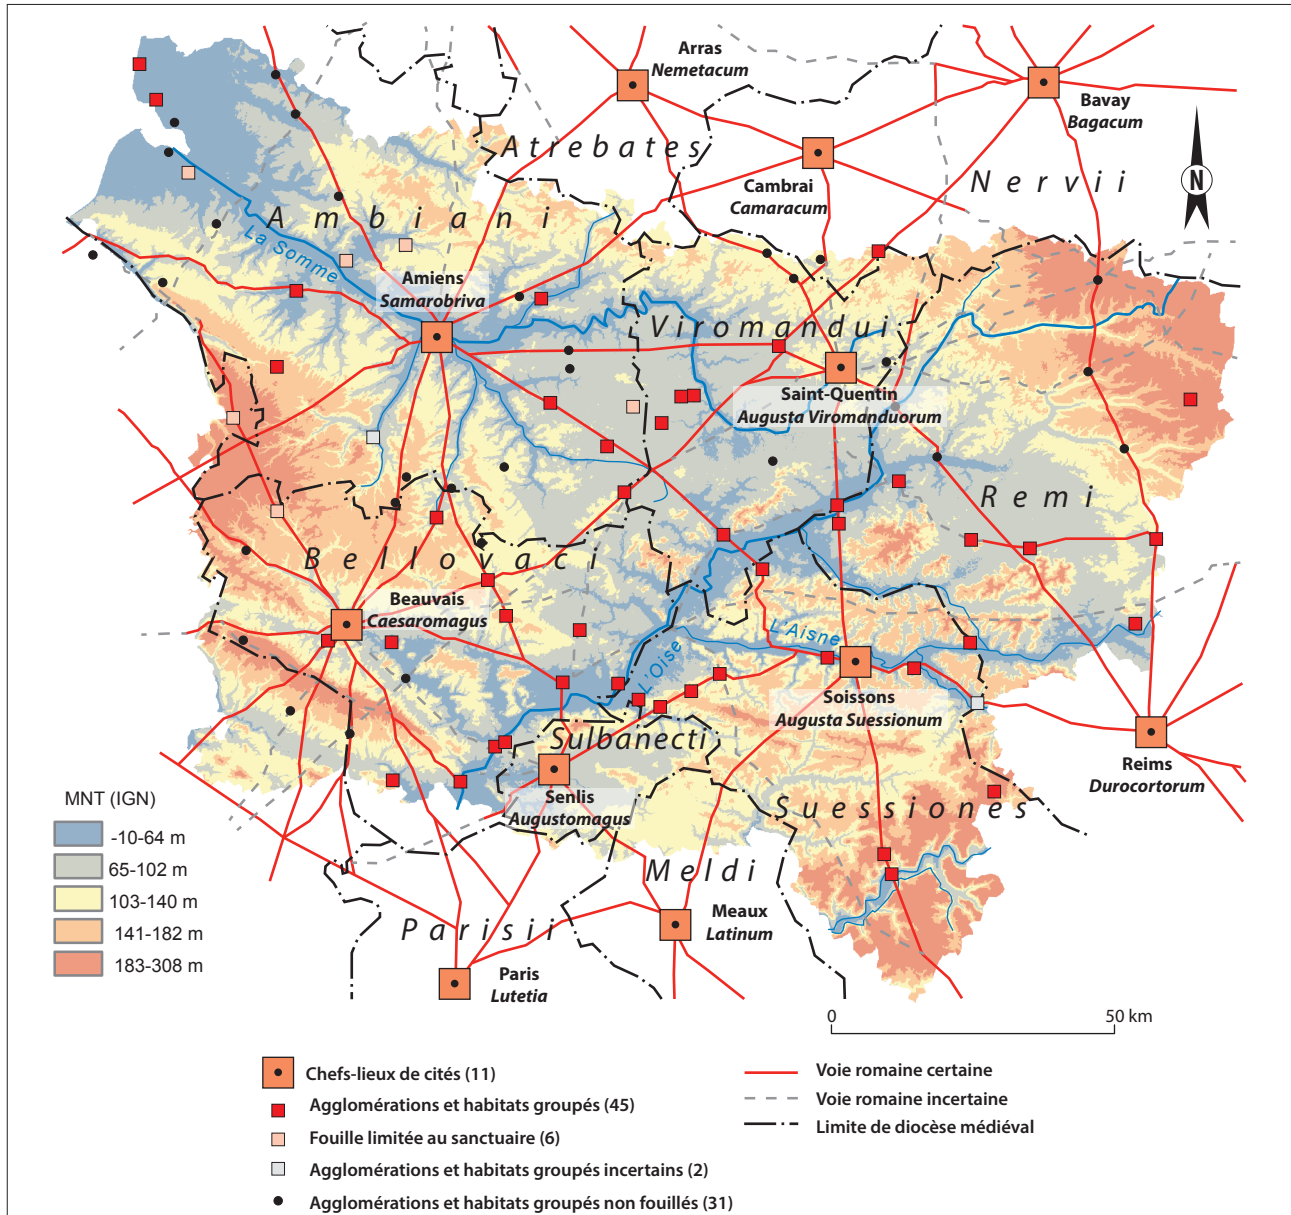 Arras
Nemetacum
Bavay
Bagacum
Atrebates
Cambrai
Camaracum
Nervii
N
Ambiani
La Somme
Amiens
Samarobriva
Viromandui
Saint-Quentin
Augusta Viromanduorum
Remi
Bellovaci
Beauvais
Caesaromagus
L'Aisne
L'Oise
Soissons
Augusta Suessionum
Sulbanecti
Reims
Durocortorum
Senlis
Augustomagus
Suessiones
Meldi
Meaux
Latinum
Parisii
Paris
Lutetia
MNT (IGN)
-10-64 m
65-102 m
103-140 m
141-182 m
183-308 m
0 50 km
Chefs-lieux de cités (11)
Agglomérations et habitats groupés (45)
Fouille limitée au sanctuaire (6)
Agglomérations et habitats groupés incertains (2)
Agglomérations et habitats groupés non fouillés (31)
Voie romaine certaine
Voie romaine incertaine
Limite de diocèse médiéval